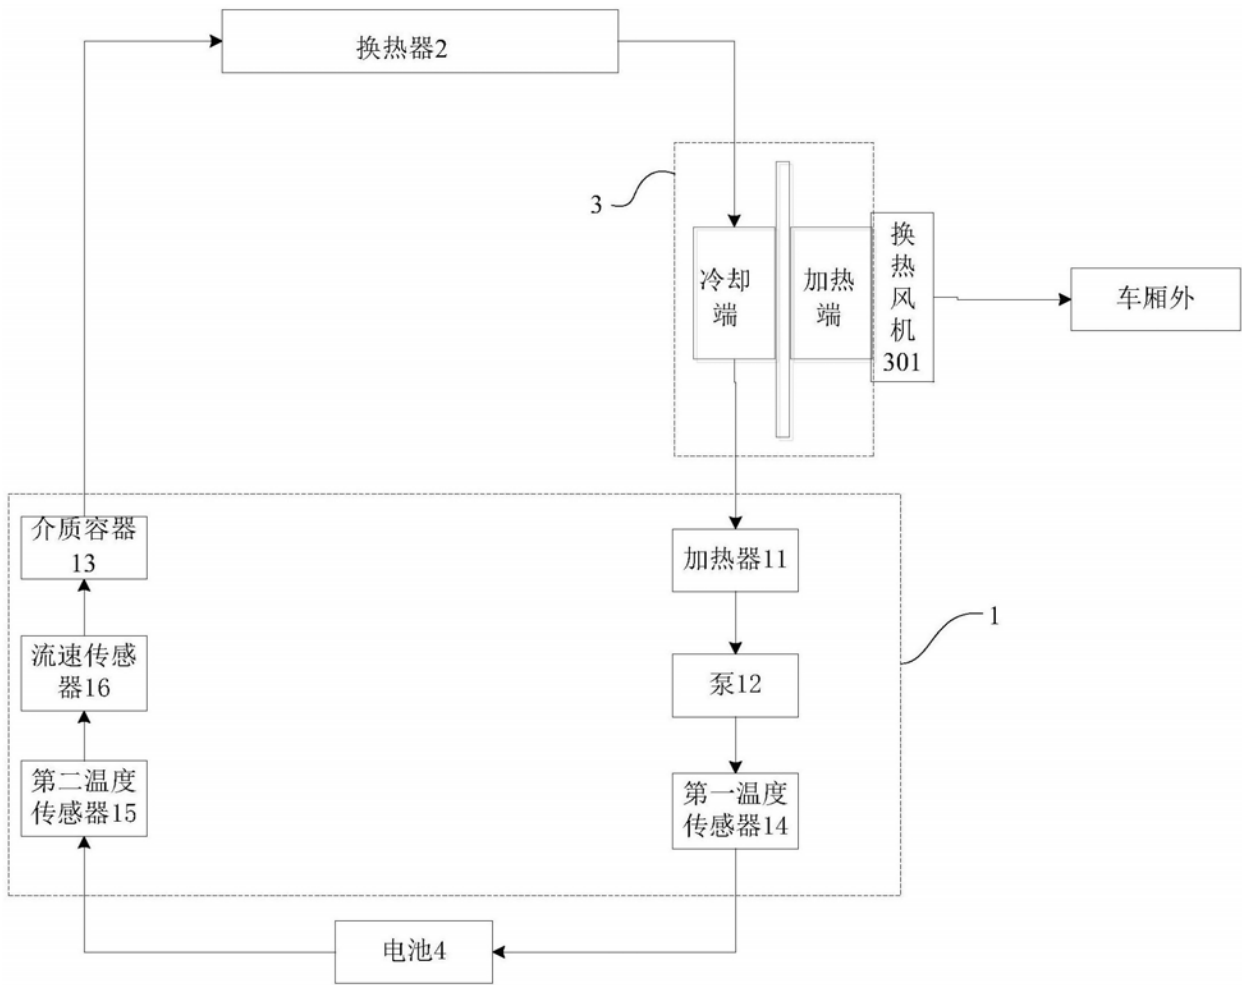 换热器2
3
冷却
端
加热
端
换
热
风
机
301
车厢外
介质容器
13
加热器11
1
流速传感
器16
泵12
第二温度
传感器15
第一温度
传感器14
电池4